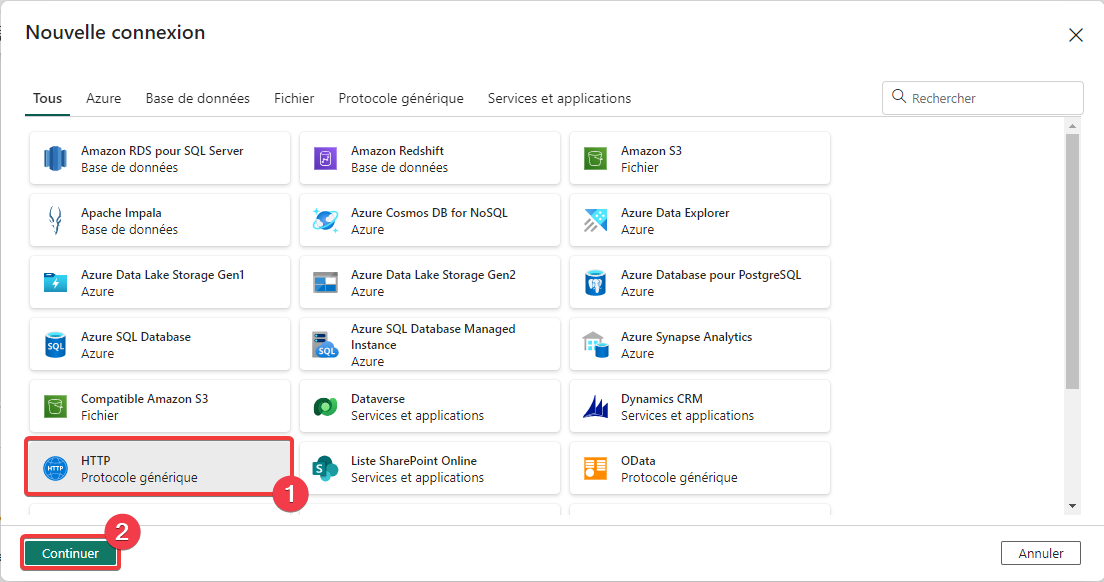 Nouvelle connexion
Tous
Azure
Base de données
Fichier
Protocole générique
Services et applications
Rechercher
Amazon RDS pour SQL Server
Base de données
Amazon Redshift
Base de données
Amazon S3
Fichier
Apache Impala
Base de données
Azure Cosmos DB for NoSQL
Azure
Azure Data Explorer
Azure
Azure Data Lake Storage Gen1
Azure
Azure Data Lake Storage Gen2
Azure
Azure Database pour PostgreSQL
Azure
SQL
Azure SQL Database
Azure
SQL
Azure SQL Database Managed
Instance
Azure
Azure Synapse Analytics
Azure
Compatible Amazon S3
Fichier
Dataverse
Services et applications
Dynamics CRM
Services et applications
HTTP
HTTP
Protocole générique
1
S
Liste SharePoint Online
Services et applications
OData
Protocole générique
Continuer
2
Annuler